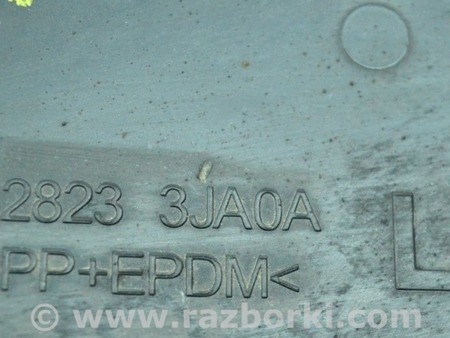 2823 3JA0A
PP+EPDM<
L
© www.razborki.com